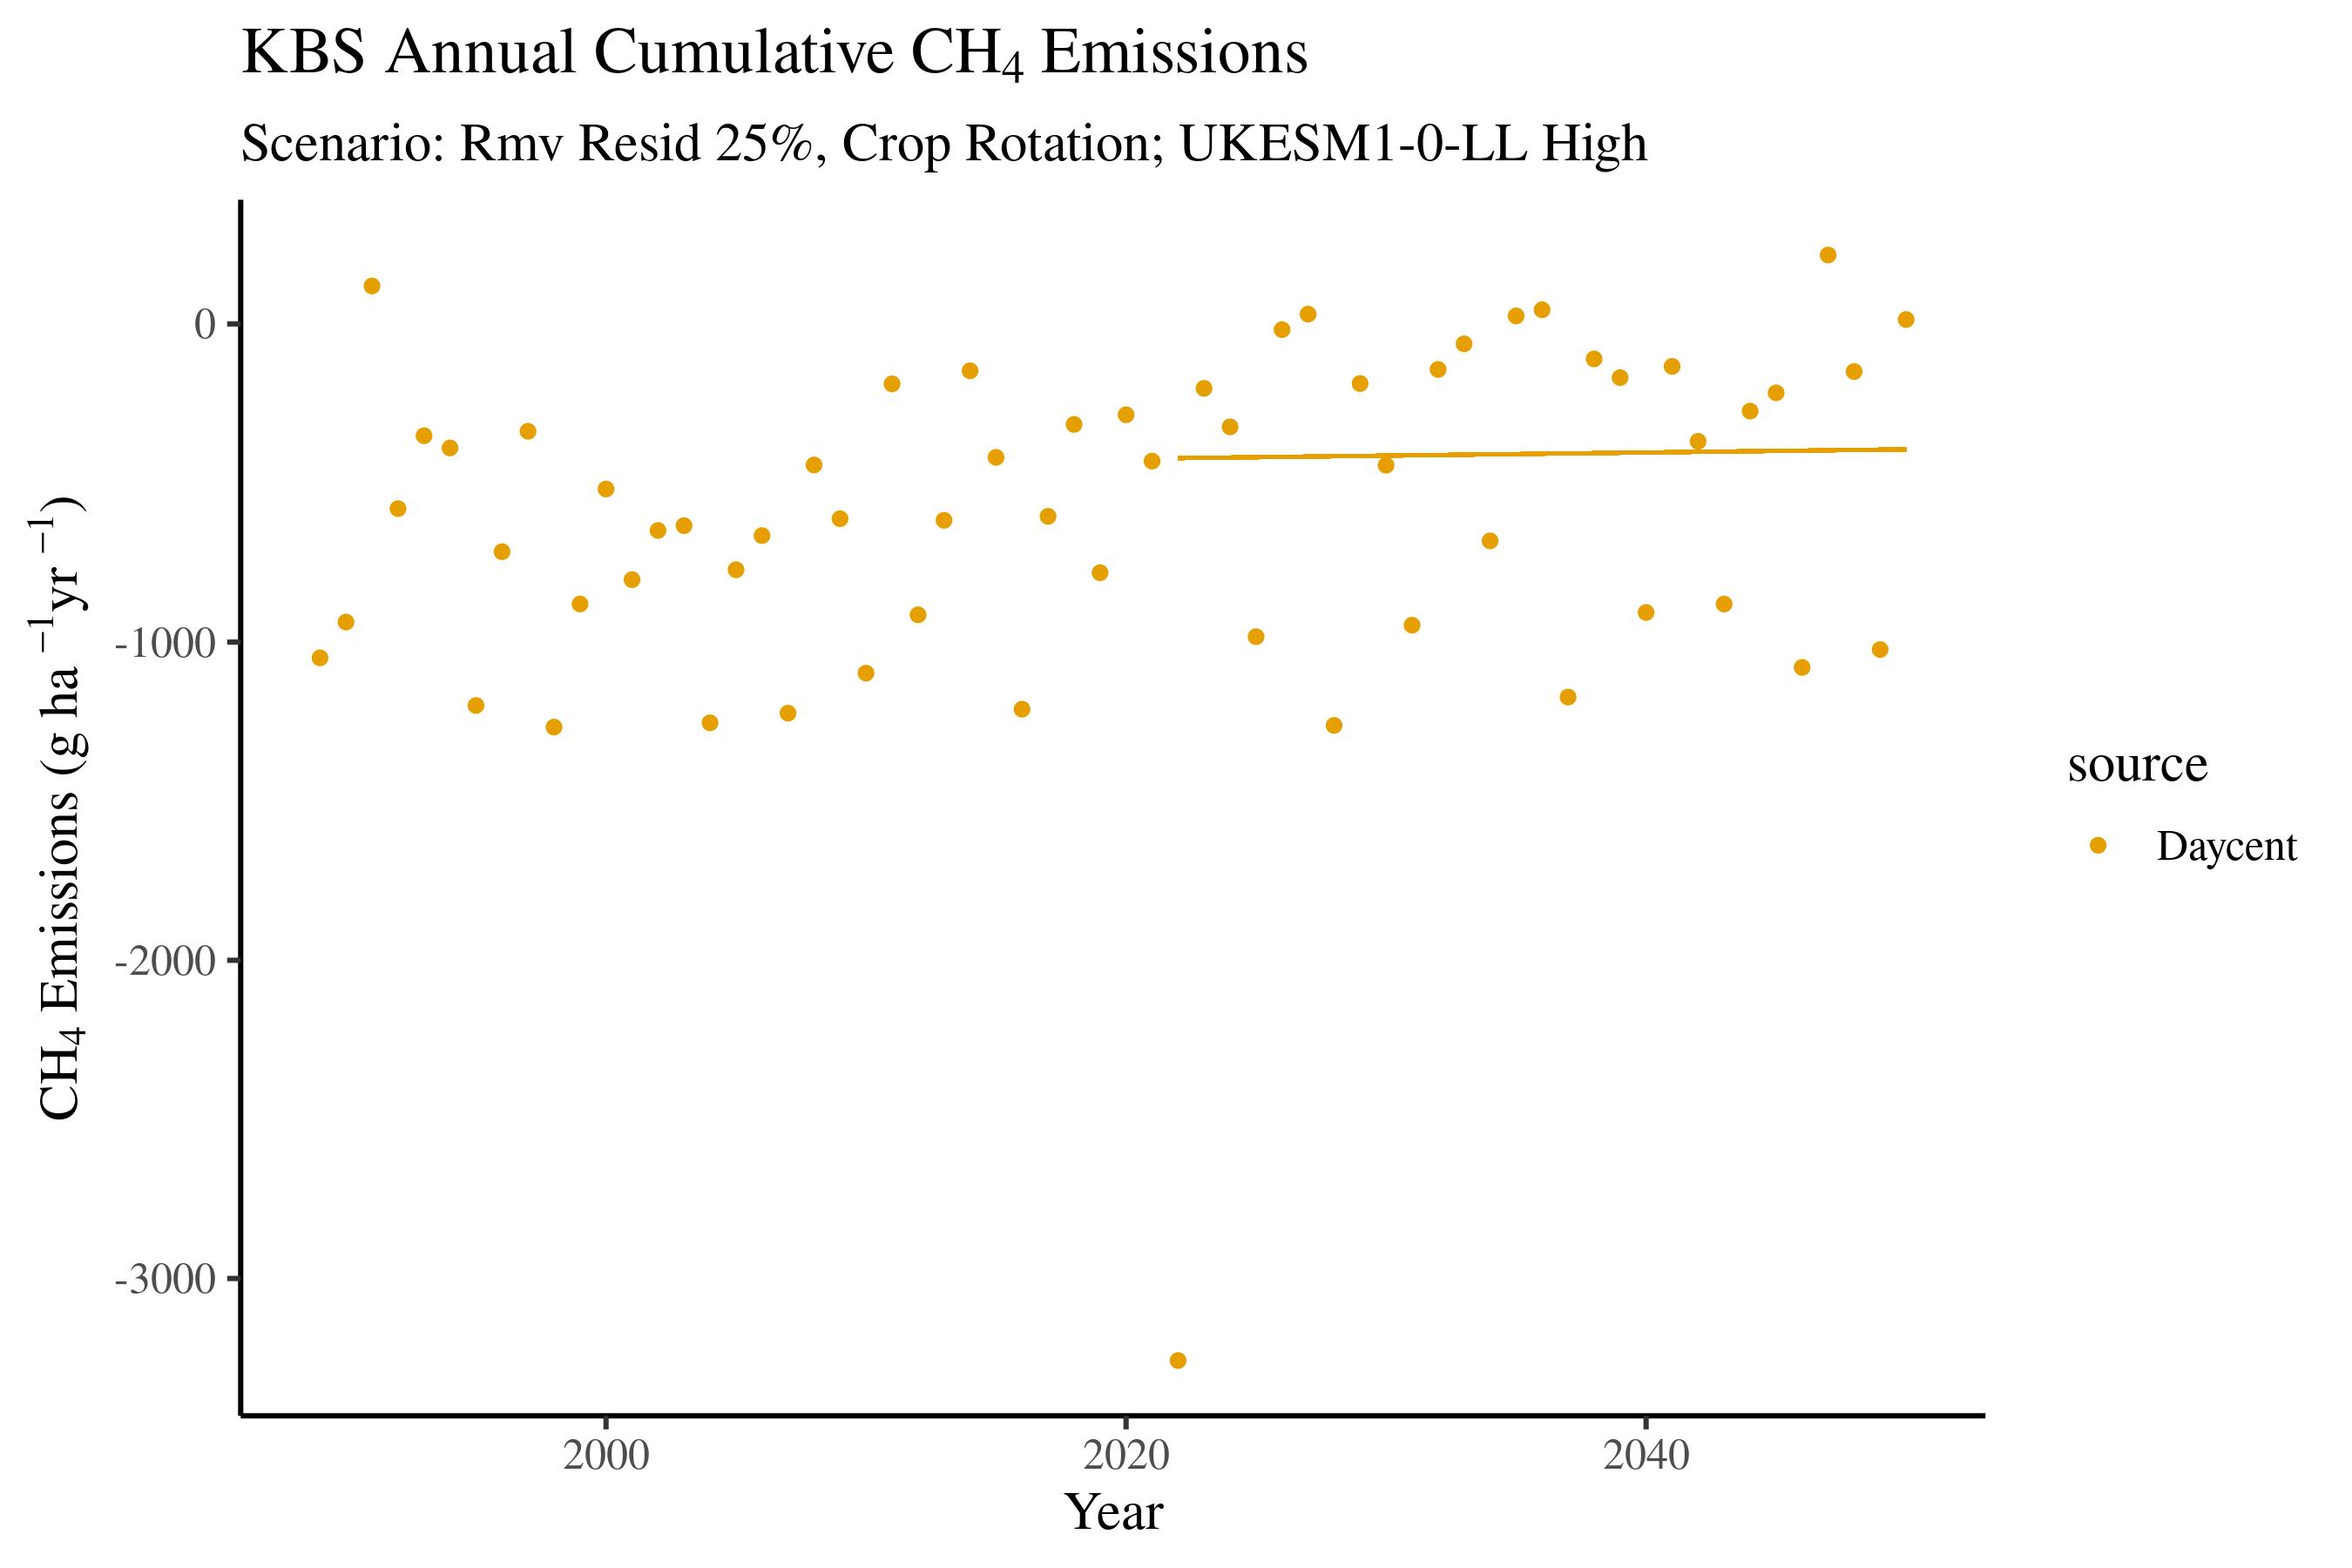 KBS Annual Cumulative CH₄ Emissions
Scenario: Rmv Resid 25%, Crop Rotation; UKESM1-0-LL High
CH₄ Emissions (g ha ⁻¹yr ⁻¹)
0
-1000
-2000
-3000
2000
2020
2040
Year
source
Daycent